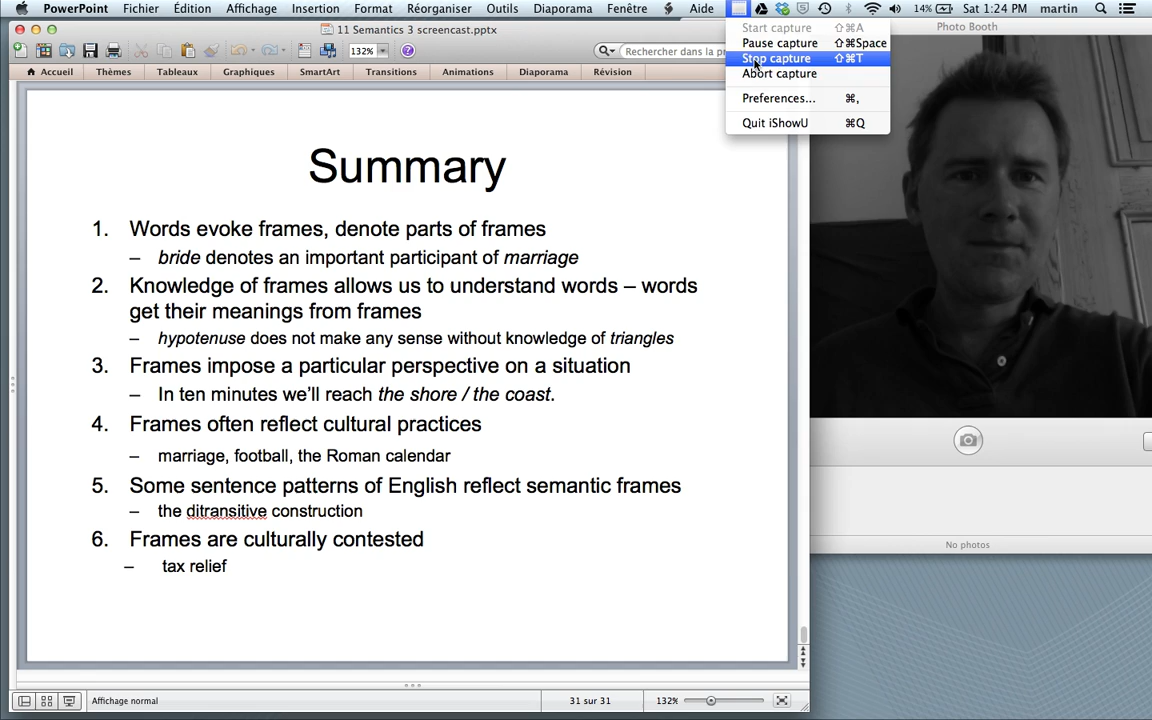 PowerPoint Fichier Édition Affichage Insertion Format Réorganiser Outils Diaporama Fenêtre Aide 14% Sat 1:24 PM martin
11 Semantics 3 screencast.pptx
132% Rechercher dans la pr
Accueil Thèmes Tableaux Graphiques SmartArt Transitions Animations Diaporama Révision
Start capture ⇧⌘A
Pause capture ⇧⌘Space
Stop capture ⇧⌘T
Abort capture
Preferences... ⌘,
Quit iShowU ⌘Q
Photo Booth
Summary
1. Words evoke frames, denote parts of frames
– bride denotes an important participant of marriage
2. Knowledge of frames allows us to understand words – words
get their meanings from frames
– hypotenuse does not make any sense without knowledge of triangles
3. Frames impose a particular perspective on a situation
– In ten minutes we'll reach the shore / the coast.
4. Frames often reflect cultural practices
– marriage, football, the Roman calendar
5. Some sentence patterns of English reflect semantic frames
– the ditransitive construction
6. Frames are culturally contested
– tax relief
No photos
Affichage normal 31 sur 31 132%